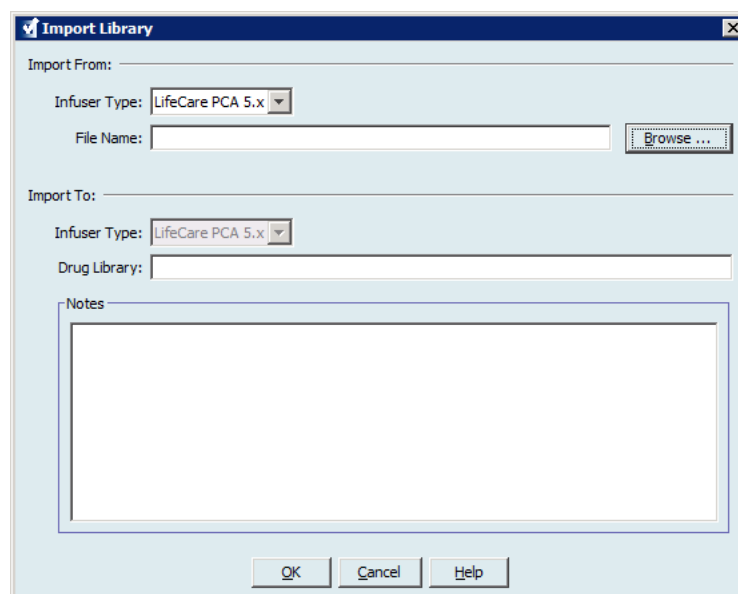 Import Library
Import From:
Infuser Type: LifeCare PCA 5.x
File Name: Browse ...
Import To:
Infuser Type: LifeCare PCA 5.x
Drug Library:
Notes
OK Cancel Help